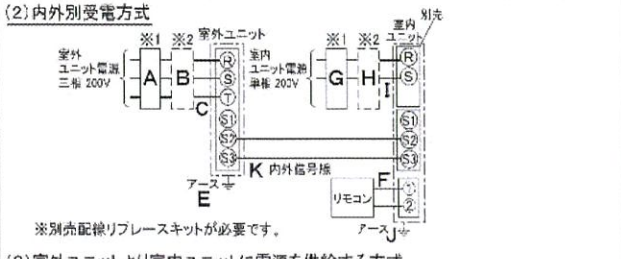 (2)内外別受電方式
別売
※1 ※2 室外ユニット
※1 ※2 室内ユニット
室外
ユニット電源
三相 200V
A B C
R
S
T
S1
S2
S3
室内
ユニット電源
単相 200V
G H I
R
S
S1
S2
S3
K 内外信号線
アース
E
リモコン
F
①
②
アース J
※別売配線リプレースキットが必要です。
(3)室外ユニットより室内ユニットに電源を供給する方式